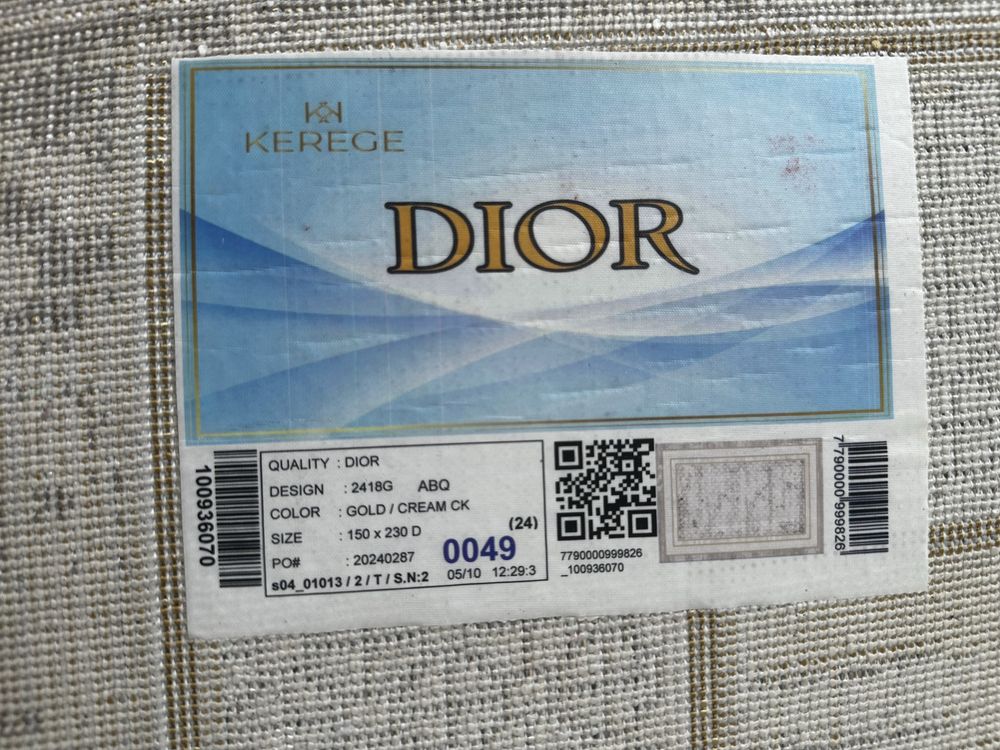 KEREGE
DIOR
100936070
QUALITY : DIOR
DESIGN : 2418G ABQ
COLOR : GOLD / CREAM CK
SIZE : 150 x 230 D (24)
PO# : 20240287 0049
s04_01013 / 2 / T / S.N:2 05/10 12:29:3
7790000999826
_100936070
7790000999826